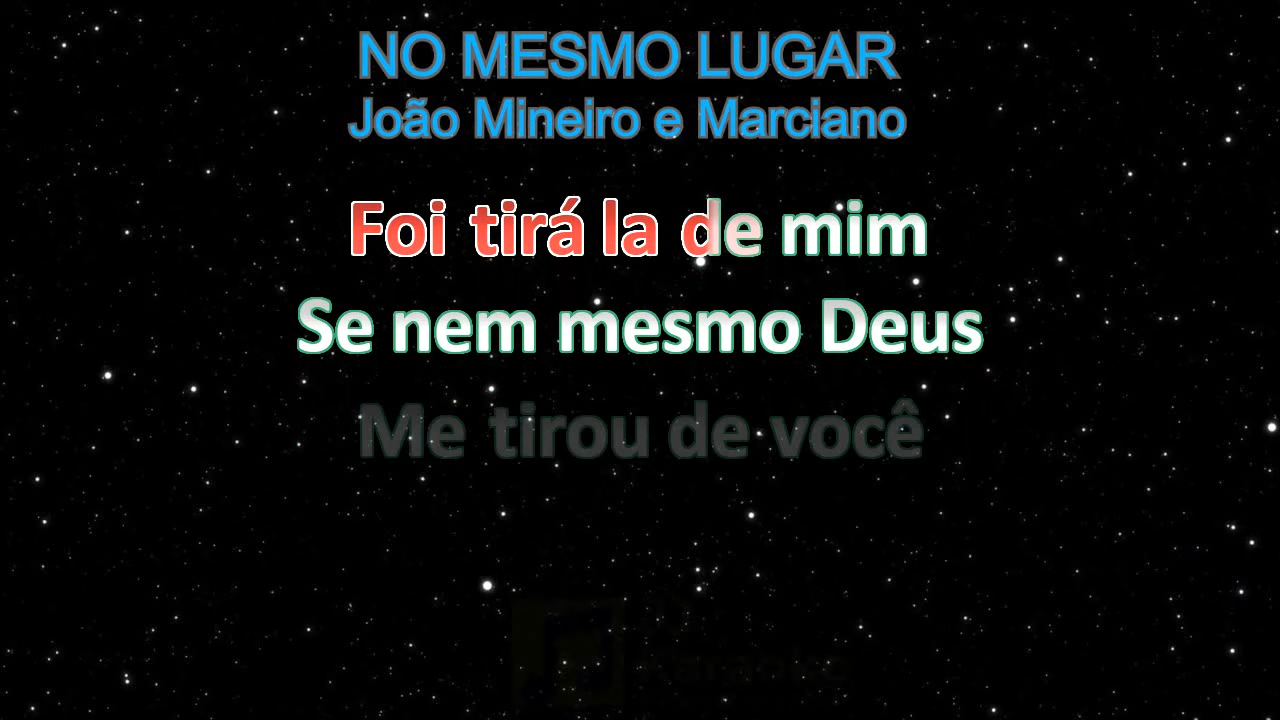 NO MESMO LUGAR
João Mineiro e Marciano
Foi tirá la de mim
Se nem mesmo Deus
Me tirou de você
Karaoke